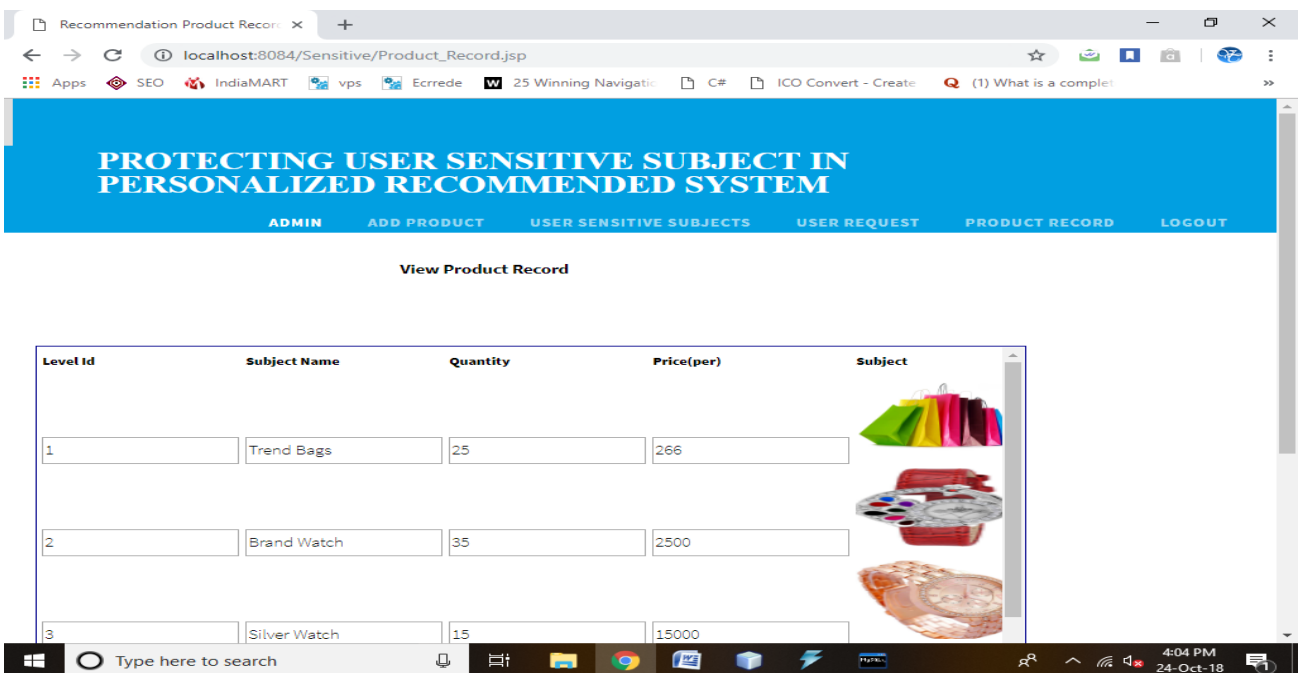 Recommendation Product Recor
localhost:8084/Sensitive/Product_Record.jsp
Apps SEO IndiaMART vps Ecrrede W 25 Winning Navigatio C# ICO Convert - Create Q (1) What is a complet
PROTECTING USER SENSITIVE SUBJECT IN
PERSONALIZED RECOMMENDED SYSTEM
ADMIN ADD PRODUCT USER SENSITIVE SUBJECTS USER REQUEST PRODUCT RECORD LOGOUT
View Product Record
Level Id Subject Name Quantity Price(per) Subject
1 Trend Bags 25 266
2 Brand Watch 35 2500
3 Silver Watch 15 15000
Type here to search
4:04 PM
24-Oct-18